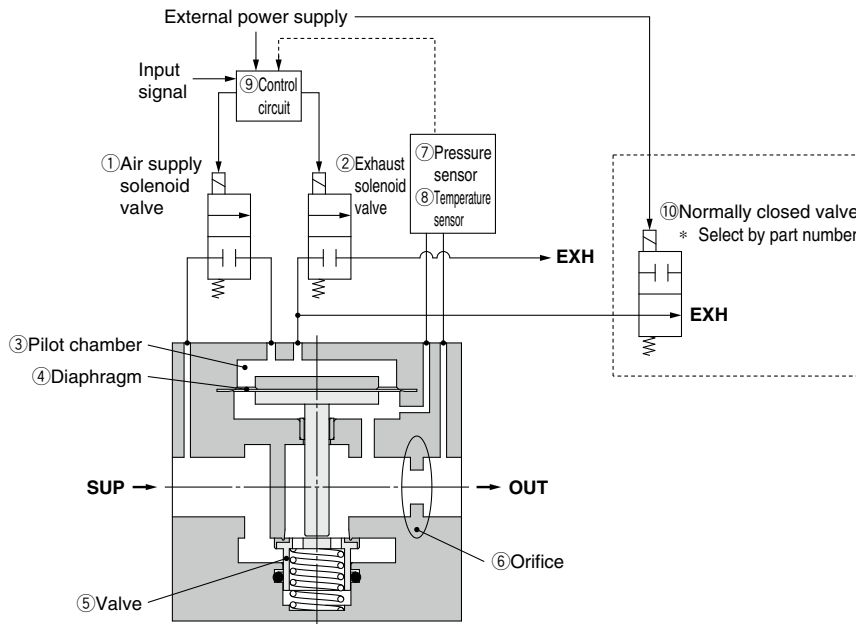 External power supply
Input
signal
⑨Control
circuit
①Air supply
solenoid
valve
②Exhaust
solenoid
valve
⑦Pressure
sensor
⑧Temperature
sensor
⑩Normally closed valve
* Select by part number
EXH
EXH
③Pilot chamber
④Diaphragm
SUP
OUT
⑥Orifice
⑤Valve